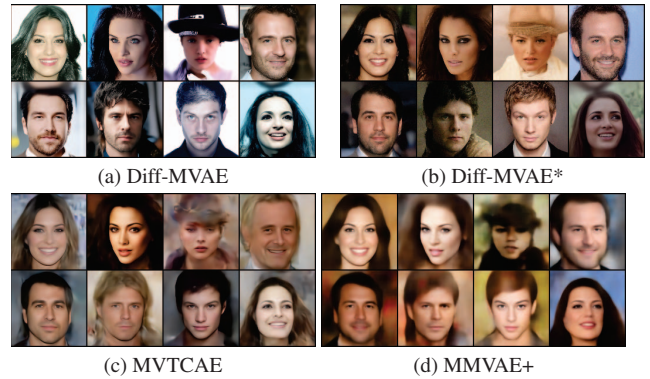 (a) Diff-MVAE
(b) Diff-MVAE*
(c) MVTCAE
(d) MMVAE+